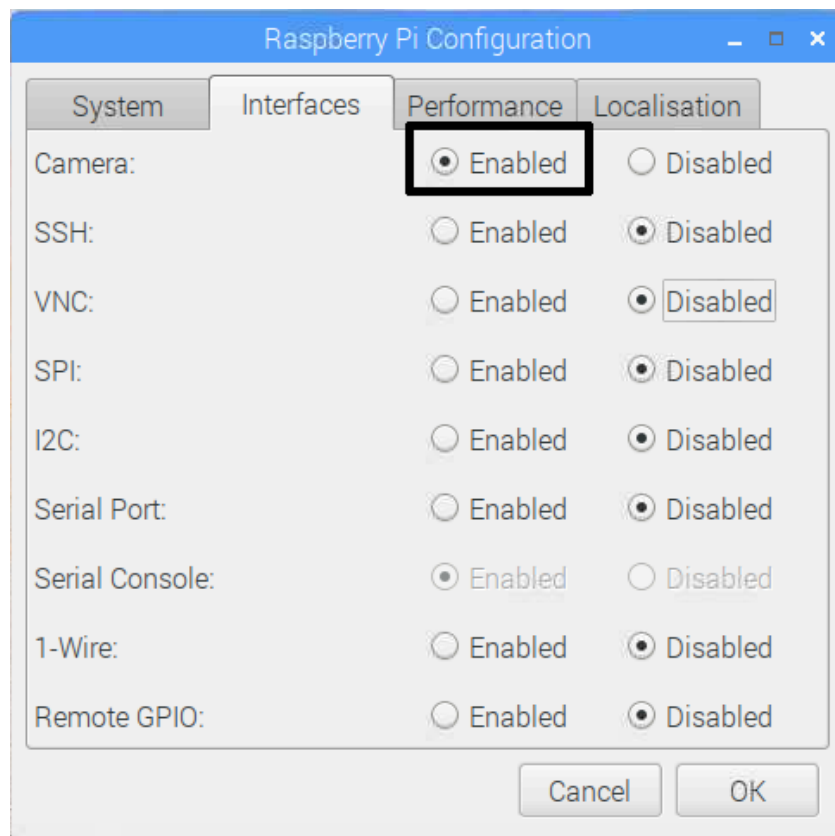 Raspberry Pi Configuration
System Interfaces Performance Localisation
Camera: Enabled Disabled
SSH: Enabled Disabled
VNC: Enabled Disabled
SPI: Enabled Disabled
I2C: Enabled Disabled
Serial Port: Enabled Disabled
Serial Console: Enabled Disabled
1-Wire: Enabled Disabled
Remote GPIO: Enabled Disabled
Cancel OK